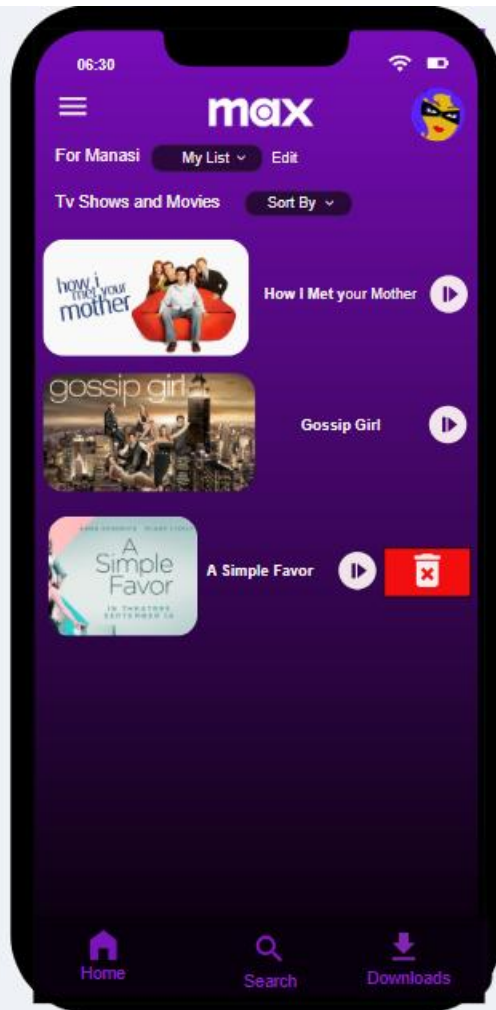 06:30
max
For Manasi My List Edit
Tv Shows and Movies Sort By
how i
met your
mother
How I Met your Mother
gossip girl
Gossip Girl
A
Simple
Favor
IN THEATERS
SEPTEMBER 14
A Simple Favor
Home
Search
Downloads